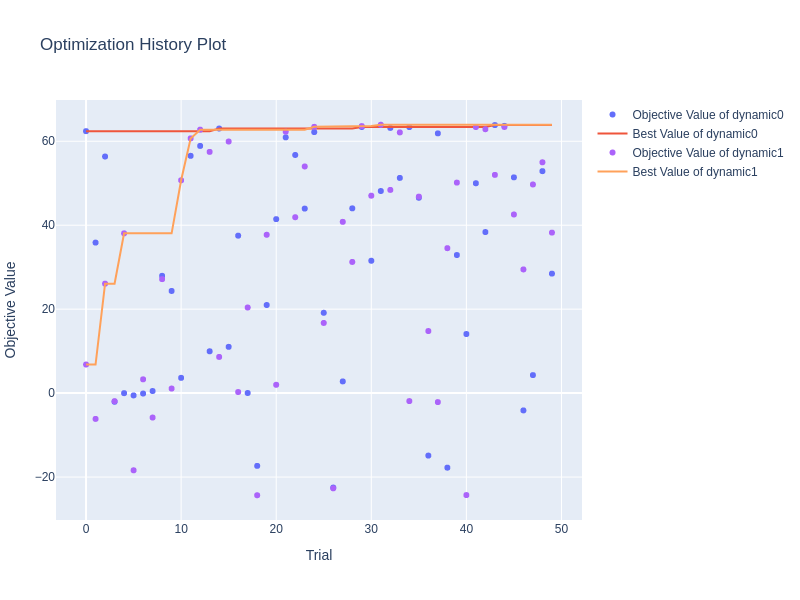 Optimization History Plot
Objective Value of dynamic0
Best Value of dynamic0
Objective Value of dynamic1
Best Value of dynamic1
60
40
20
0
−20
Objective Value
0 10 20 30 40 50
Trial